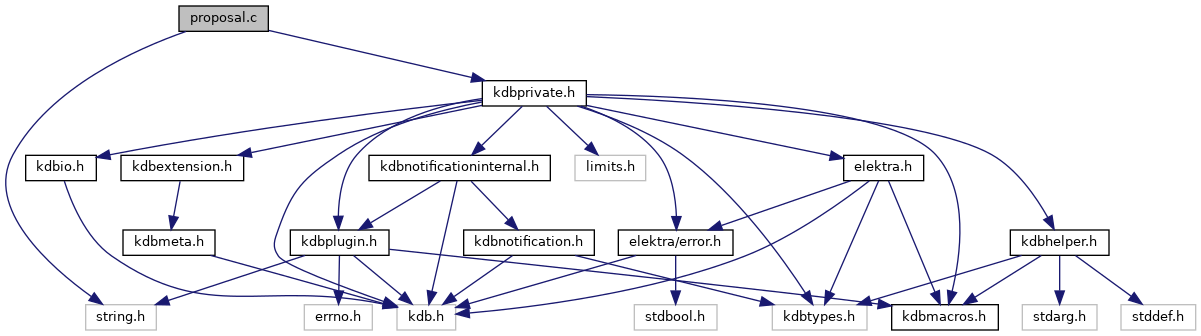 proposal.c
kdbprivate.h
kdbio.h
kdbextension.h
kdbnotificationinternal.h
limits.h
elektra.h
kdbmeta.h
kdbplugin.h
kdbnotification.h
elektra/error.h
kdbhelper.h
string.h
errno.h
kdb.h
stdbool.h
kdbtypes.h
kdbmacros.h
stdarg.h
stddef.h